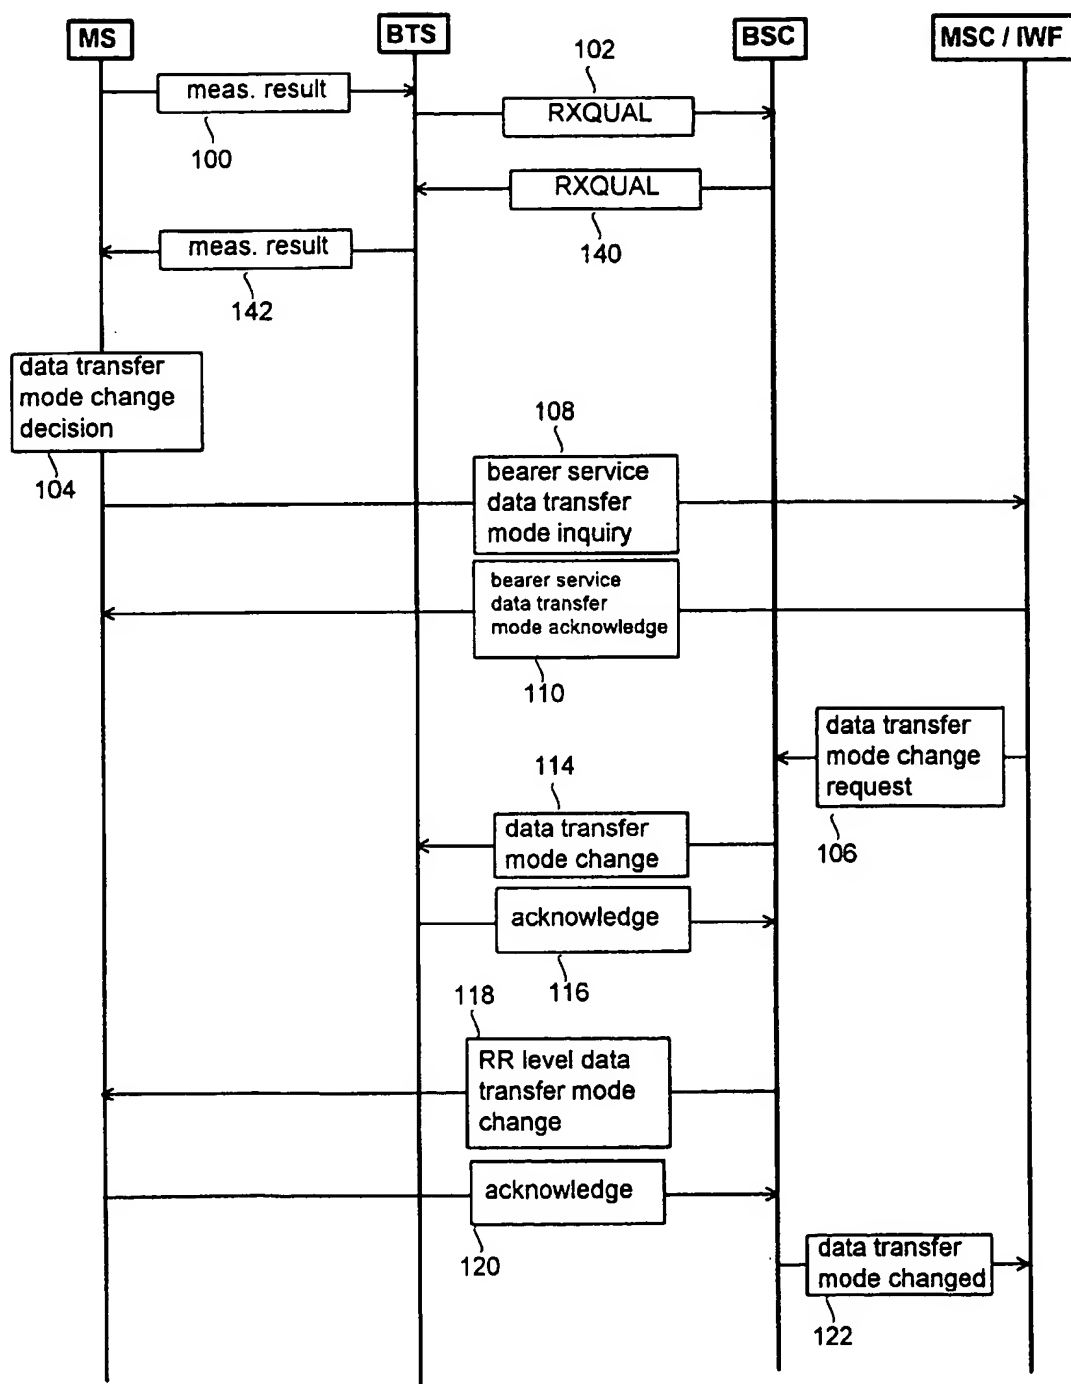 MS
BTS
BSC
MSC / IWF
meas. result
100
102
RXQUAL
RXQUAL
140
meas. result
142
data transfer
mode change
decision
104
108
bearer service
data transfer
mode inquiry
bearer service
data transfer
mode acknowledge
110
data transfer
mode change
request
106
114
data transfer
mode change
acknowledge
116
118
RR level data
transfer mode
change
acknowledge
120
data transfer
mode changed
122